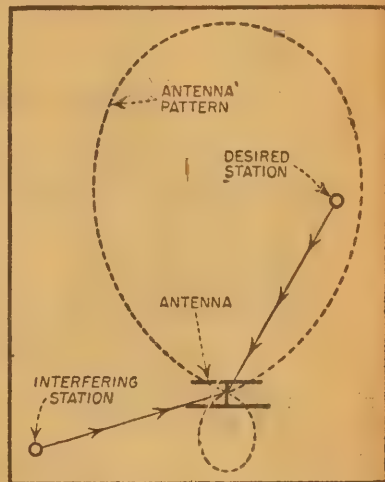 ANTENNA
PATTERN
DESIRED
STATION
ANTENNA
INTERFERING
STATION